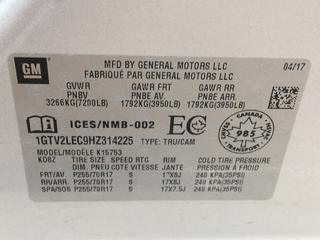 GM
MFD BY GENERAL MOTORS LLC
FABRIQUÉ PAR GENERAL MOTORS LLC
04/17
GVWR GAWR FRT GAWR RR
PNBV PNBE AV. PNBE ARR
3266KG(7200LB) 1792KG(3950LB) 1792KG(3950LB)
ICES/NMB-002
CANADA
985
1GTV2LEC9HZ314225 TYPE: TRU/CAM
MODEL/MODÈLE K15753
KDBZ TIRE SIZE SPEED RTG RIM COLD TIRE PRESSURE
DIM. PNEU COTE VITESSE JANTE PRESSION À FROID
FRT/AV P255/70R17 S 17X8J 240 KPA(35PSI)
RR/ARR P255/70R17 S 17X8J 240 KPA(35PSI)
SPA/SOS P255/70R17 S 17X7.5J 240 KPA(35PSI)